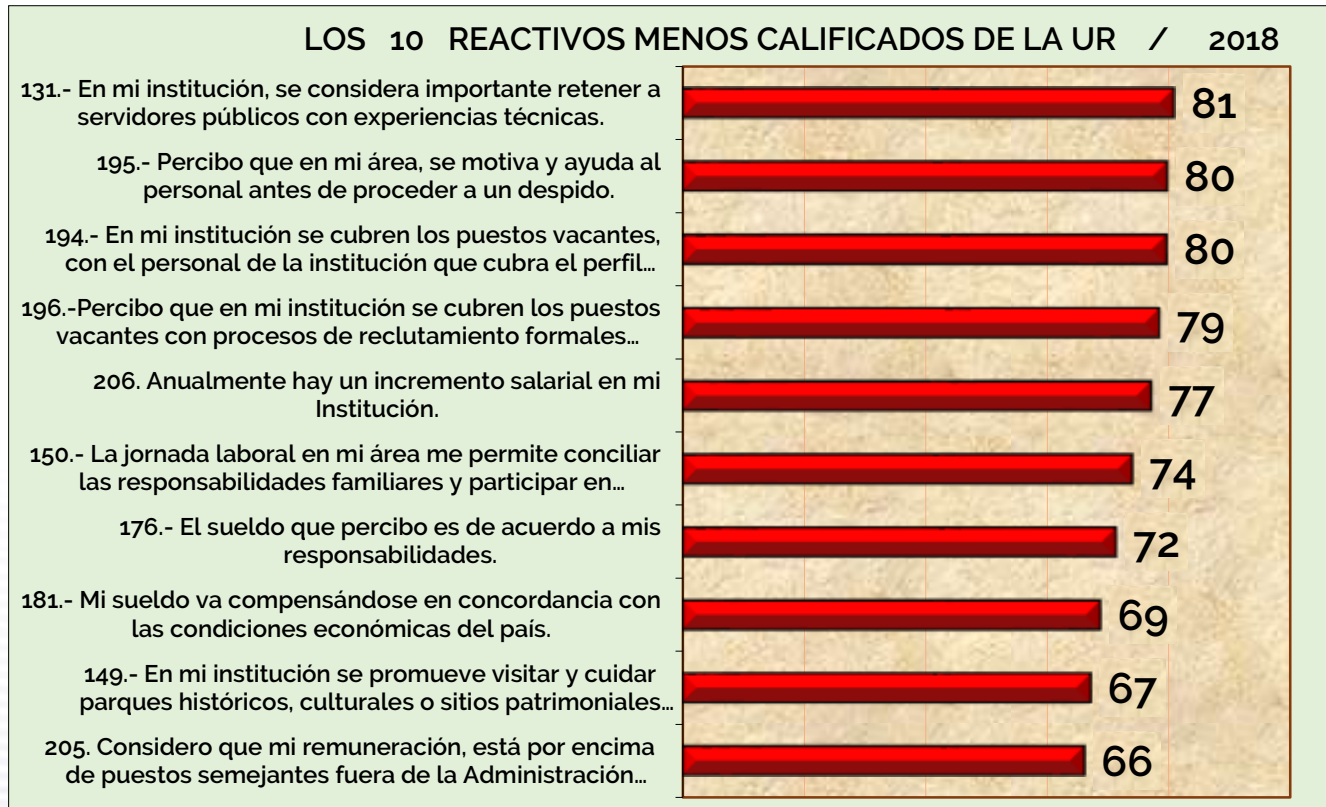 LOS 10 REACTIVOS MENOS CALIFICADOS DE LA UR / 2018
131.- En mi institución, se considera importante retener a
servidores públicos con experiencias técnicas.
81
195.- Percibo que en mi área, se motiva y ayuda al
personal antes de proceder a un despido.
80
194.- En mi institución se cubren los puestos vacantes,
con el personal de la institución que cubra el perfil...
80
196.-Percibo que en mi institución se cubren los puestos
vacantes con procesos de reclutamiento formales...
79
206. Anualmente hay un incremento salarial en mi
Institución.
77
150.- La jornada laboral en mi área me permite conciliar
las responsabilidades familiares y participar en...
74
176.- El sueldo que percibo es de acuerdo a mis
responsabilidades.
72
181.- Mi sueldo va compensándose en concordancia con
las condiciones económicas del país.
69
149.- En mi institución se promueve visitar y cuidar
parques históricos, culturales o sitios patrimoniales...
67
205. Considero que mi remuneración, está por encima
de puestos semejantes fuera de la Administración...
66